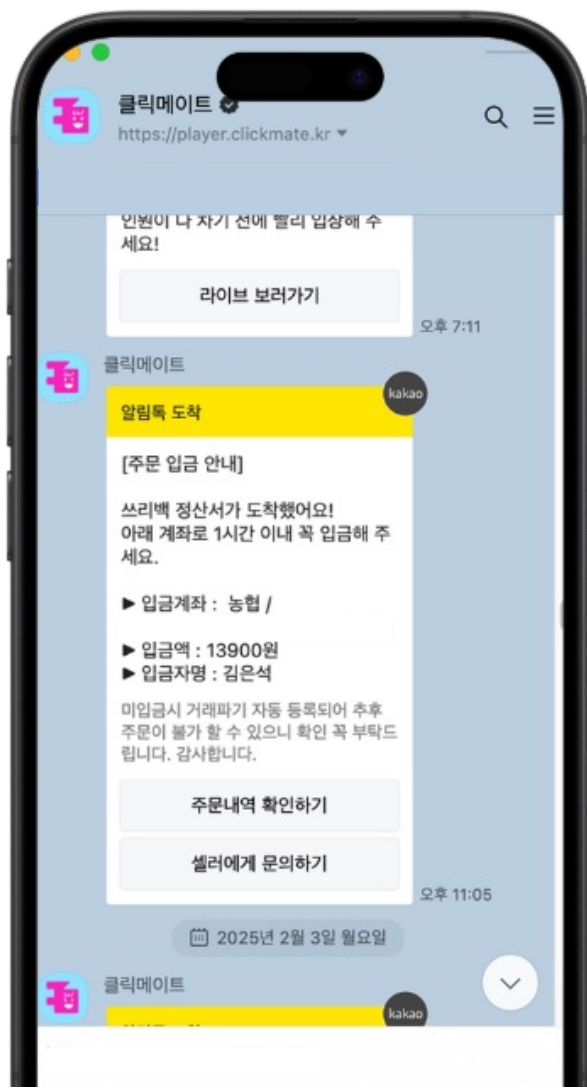 클릭메이트
https://player.clickmate.kr
인원이 다 차기 전에 빨리 입장해 주
세요!
라이브 보러가기
오후 7:11
클릭메이트
kakao
알림톡 도착
[주문 입금 안내]
쓰리백 정산서가 도착했어요!
아래 계좌로 1시간 이내 꼭 입금해 주
세요.
▶ 입금계좌 : 농협 /
▶ 입금액 : 13900원
▶ 입금자명 : 김은석
미입금시 거래파기 자동 등록되어 추후
주문이 불가 할 수 있으니 확인 꼭 부탁드
립니다. 감사합니다.
주문내역 확인하기
셀러에게 문의하기
오후 11:05
2025년 2월 3일 월요일
클릭메이트
kakao